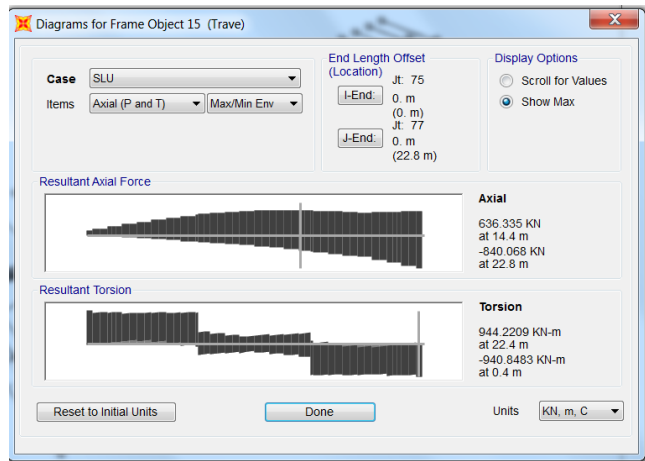 Diagrams for Frame Object 15 (Trave)
X
Case SLU
Items Axial (P and T) Max/Min Env
End Length Offset
(Location)
Jt: 75
I-End: 0. m
(0. m)
Jt: 77
J-End: 0. m
(22.8 m)
Display Options
Scroll for Values
Show Max
Resultant Axial Force
Axial
636.335 KN
at 14.4 m
-840.068 KN
at 22.8 m
Resultant Torsion
Torsion
944.2209 KN-m
at 22.4 m
-940.8483 KN-m
at 0.4 m
Reset to Initial Units
Done
Units KN, m, C